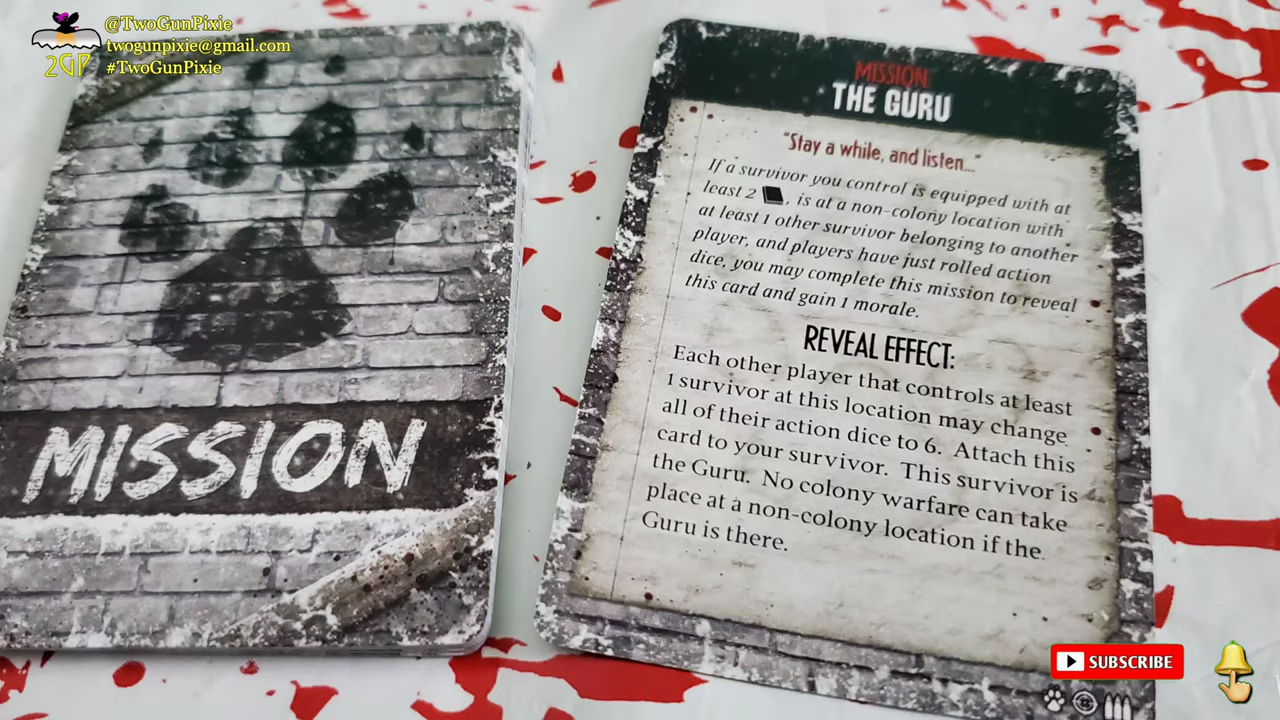 @TwoGunPixie
twogunpixie@gmail.com
2GP #TwoGunPixie
MISSION
MISSION
THE GURU
"Stay a while, and listen..."
If a survivor you control is equipped with at
least 2 , is at a non-colony location with
at least 1 other survivor belonging to another
player, and players have just rolled action
dice, you may complete this mission to reveal
this card and gain 1 morale.
REVEAL EFFECT:
Each other player that controls at least
1 survivor at this location may change
all of their action dice to 6. Attach this
card to your survivor. This survivor is
the Guru. No colony warfare can take
place at a non-colony location if the
Guru is there.
SUBSCRIBE